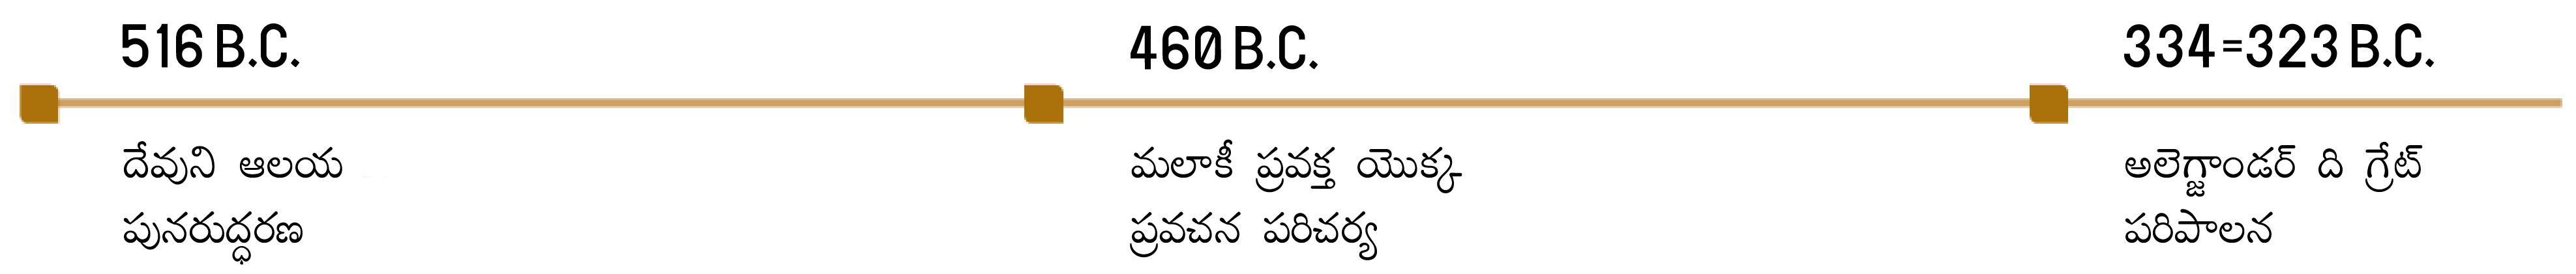 516 B.C.
460 B.C.
334=323 B.C.
దేవుని ఆలయ
పునరుద్ధరణ
మలాకీ ప్రవక్త యొక్క
ప్రవచన పరిచర్య
అలెగ్జాండర్ ది గ్రేట్
పరిపాలన